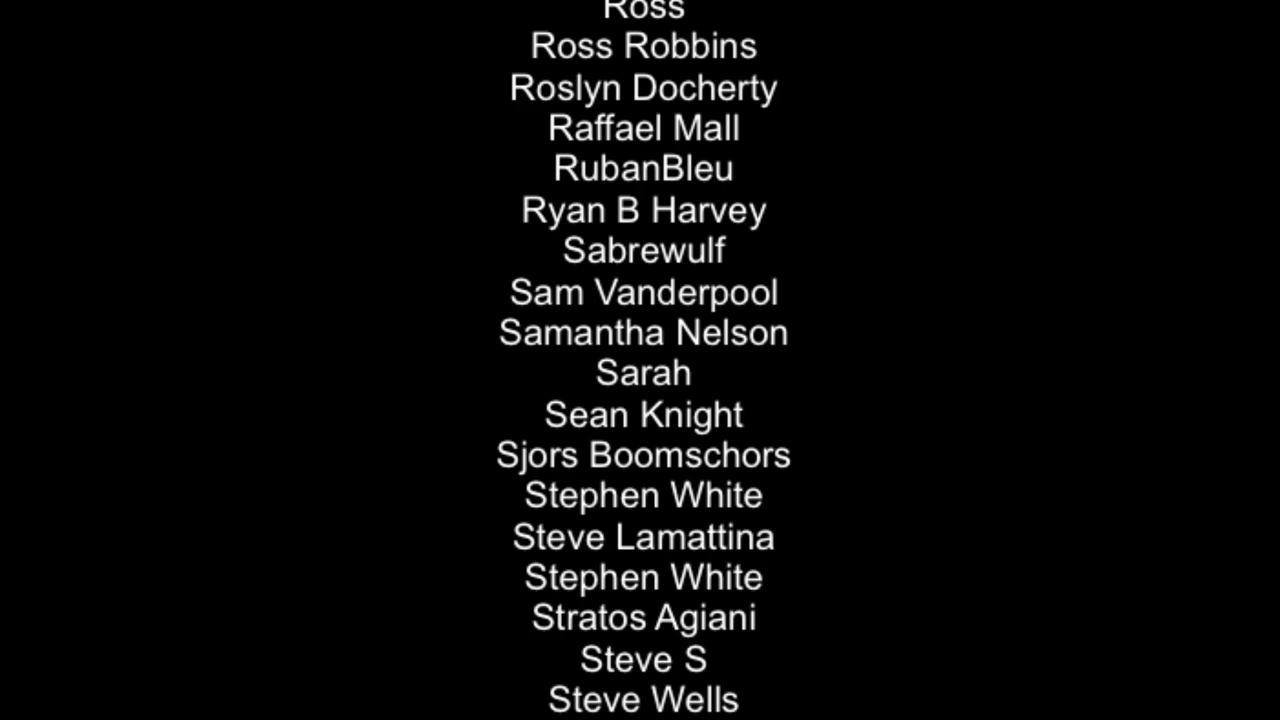 Ross
Ross Robbins
Roslyn Docherty
Raffael Mall
RubanBleu
Ryan B Harvey
Sabrewulf
Sam Vanderpool
Samantha Nelson
Sarah
Sean Knight
Sjors Boomschors
Stephen White
Steve Lamattina
Stephen White
Stratos Agiani
Steve S
Steve Wells